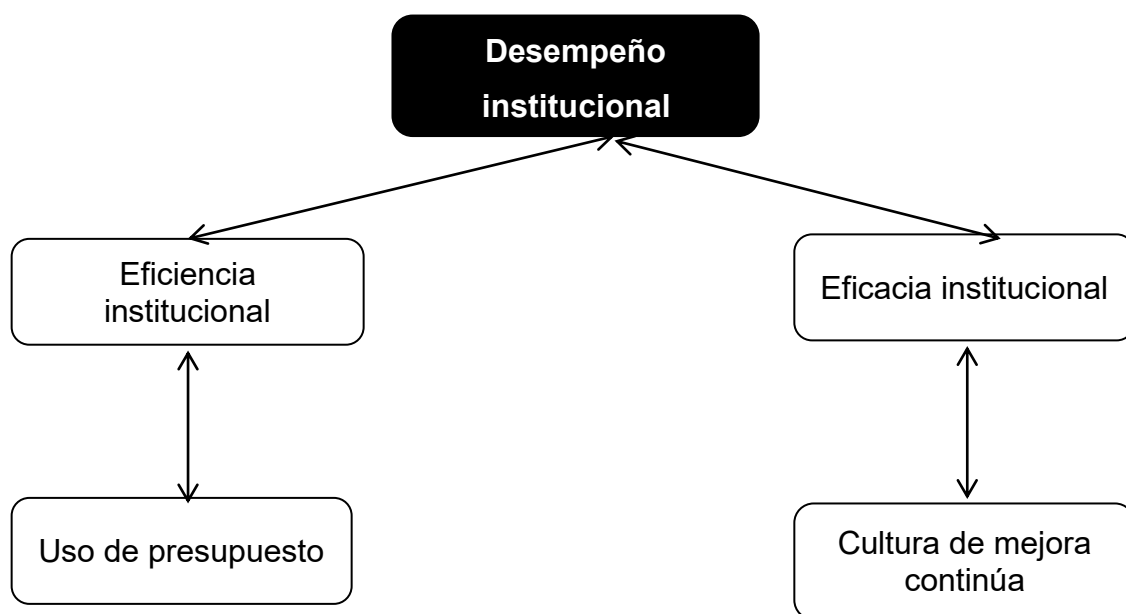 Desempeño
institucional
Eficiencia
institucional
Eficacia institucional
Uso de presupuesto
Cultura de mejora
continúa